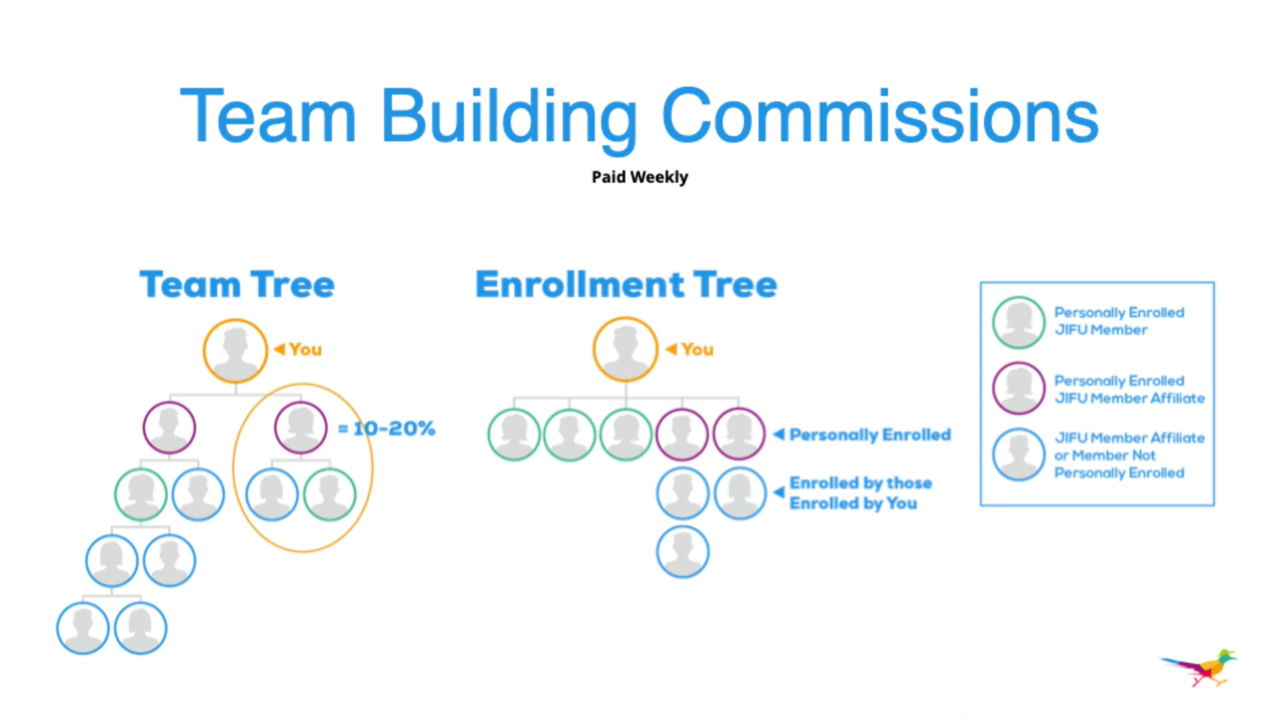 Team Building Commissions
Paid Weekly
Team Tree
You
= 10-20%
Enrollment Tree
You
Personally Enrolled
Enrolled by those
Enrolled by You
Personally Enrolled
JIFU Member
Personally Enrolled
JIFU Member Affiliate
JIFU Member Affiliate
or Member Not
Personally Enrolled